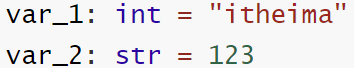 var_1: int = "itheima"
var_2: str = 123